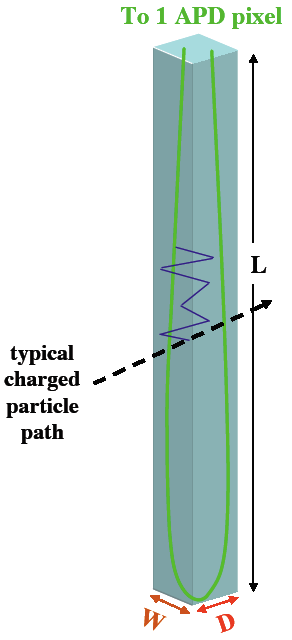 To 1 APD pixel
L
typical
charged
particle
path
W
D